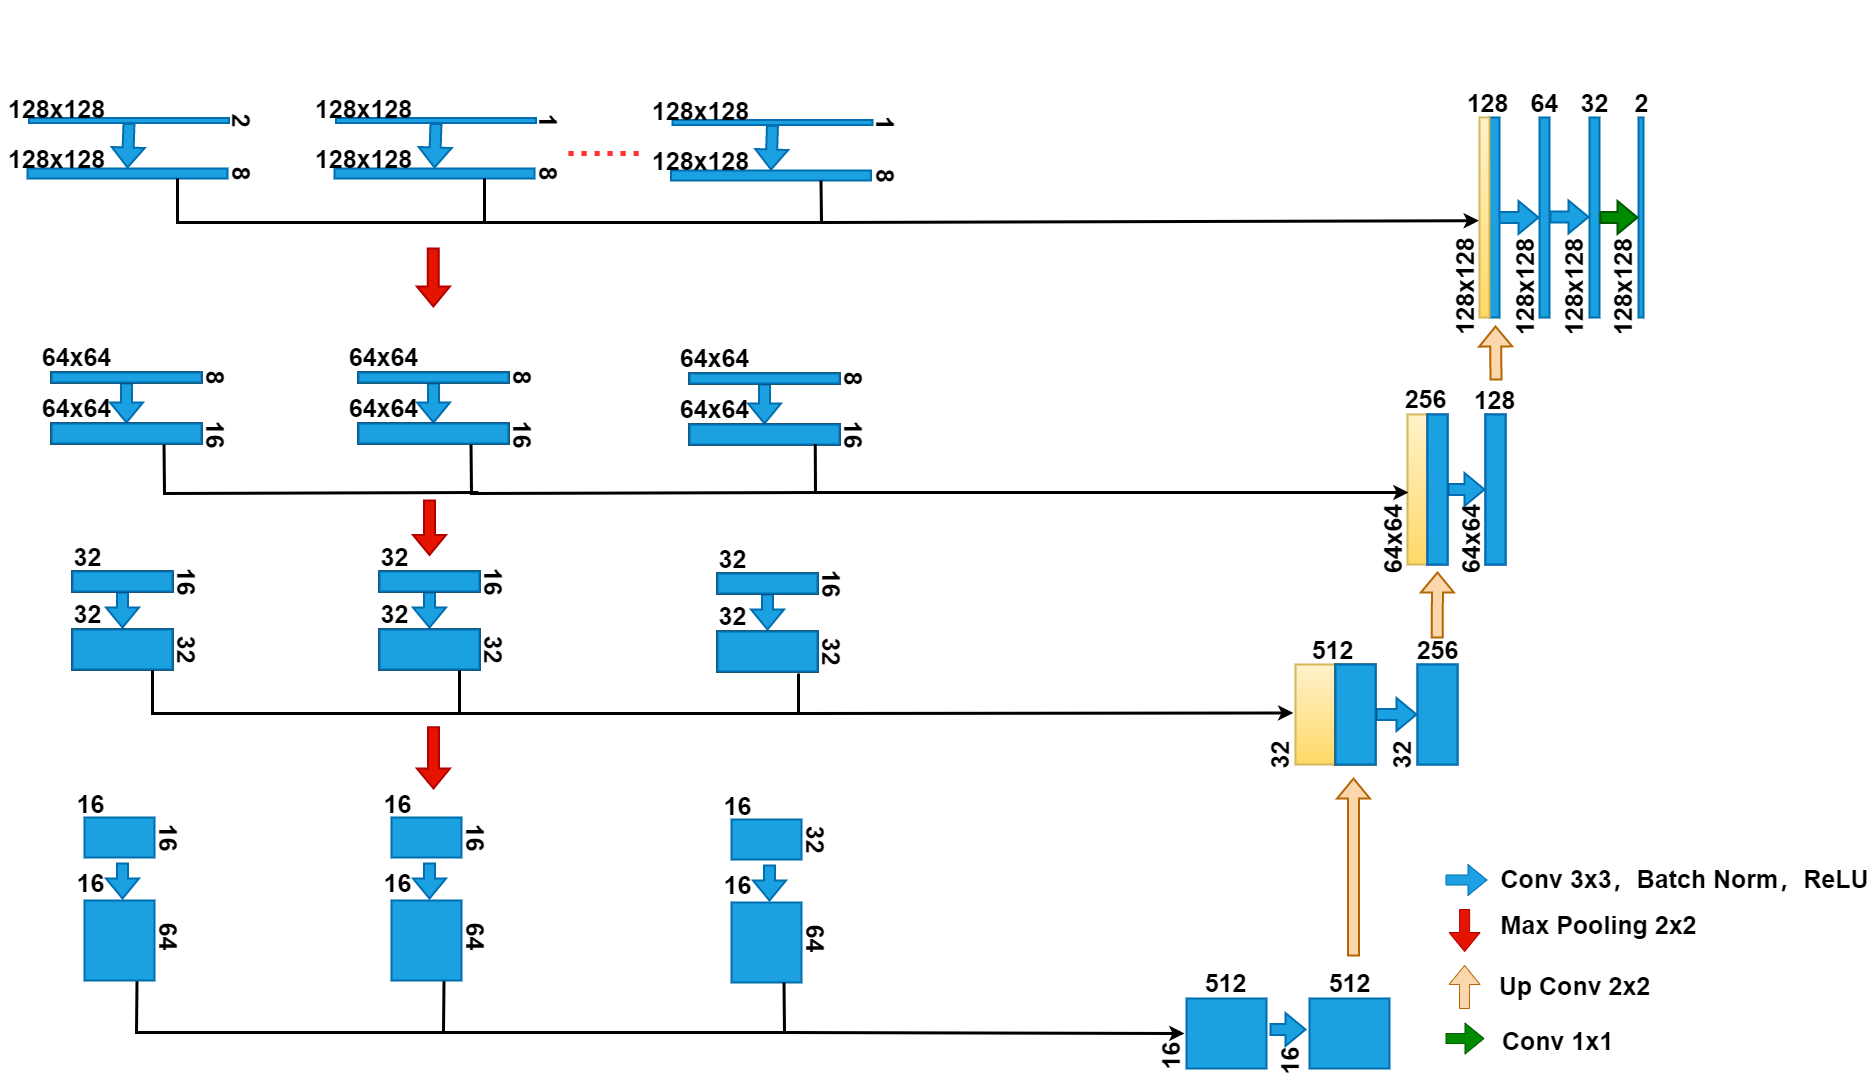 128x128 2
128x128 8
128x128 1
128x128 8
128x128 1
128x128 8
128 64 32 2
128x128 128x128 128x128 128x128
64x64 8
64x64 16
64x64 8
64x64 16
64x64 8
64x64 16
256 128
64x64 64x64
32 16
32 32
32 16
32 32
32 16
32 32
512 256
32 32
16 16
16 64
16 16
16 64
16 32
16 64
512 512
16 16
Conv 3x3，Batch Norm，ReLU
Max Pooling 2x2
Up Conv 2x2
Conv 1x1